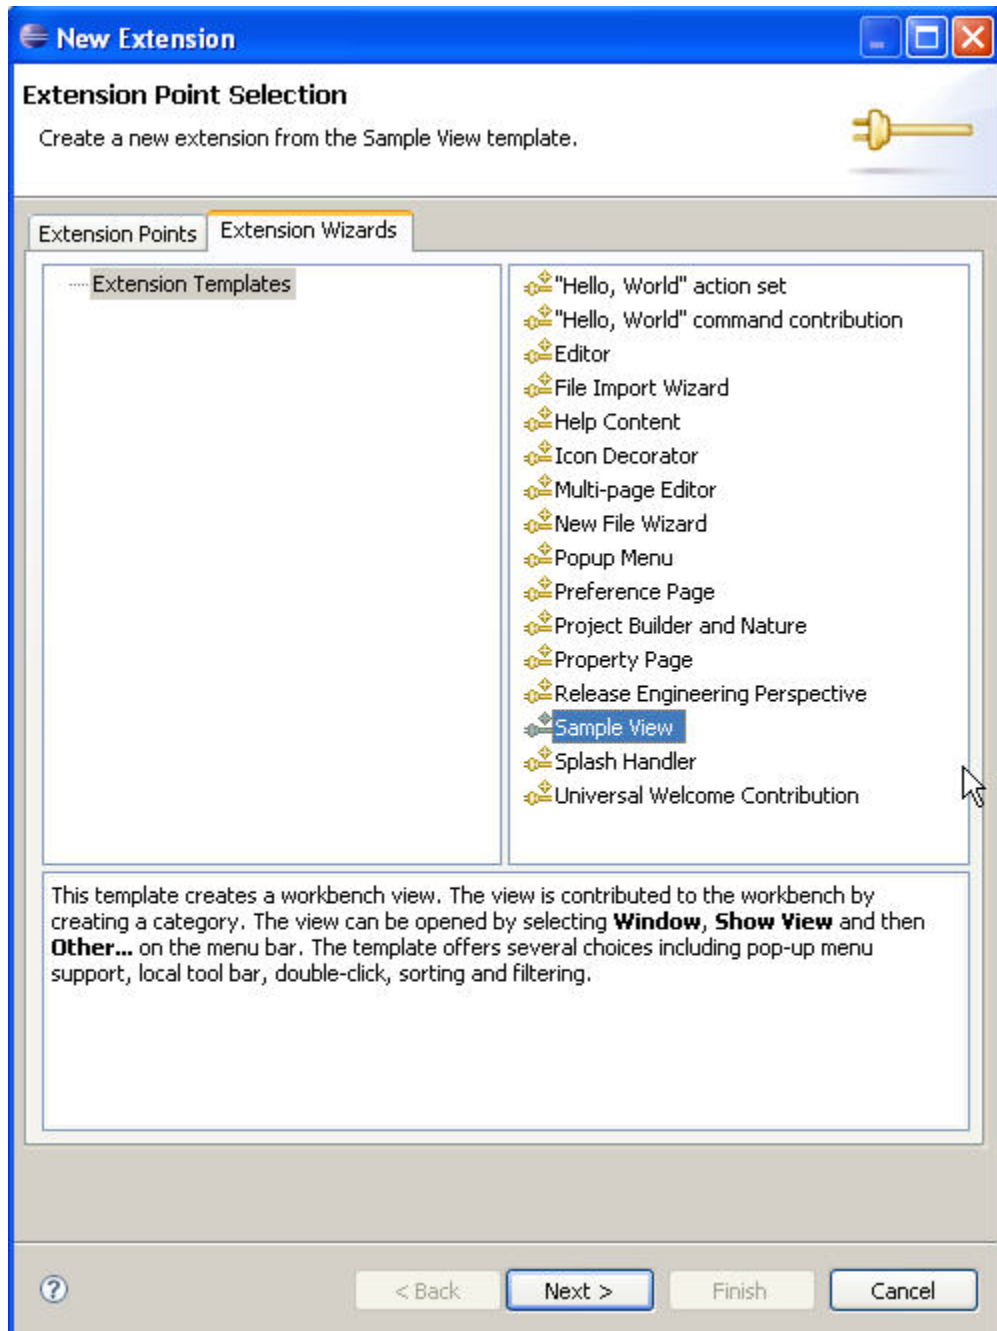 New Extension
Extension Point Selection
Create a new extension from the Sample View template.
Extension Points
Extension Wizards
Extension Templates
"Hello, World" action set
"Hello, World" command contribution
Editor
File Import Wizard
Help Content
Icon Decorator
Multi-page Editor
New File Wizard
Popup Menu
Preference Page
Project Builder and Nature
Property Page
Release Engineering Perspective
Sample View
Splash Handler
Universal Welcome Contribution
This template creates a workbench view. The view is contributed to the workbench by
creating a category. The view can be opened by selecting Window, Show View and then
Other... on the menu bar. The template offers several choices including pop-up menu
support, local tool bar, double-click, sorting and filtering.
?
< Back
Next >
Finish
Cancel